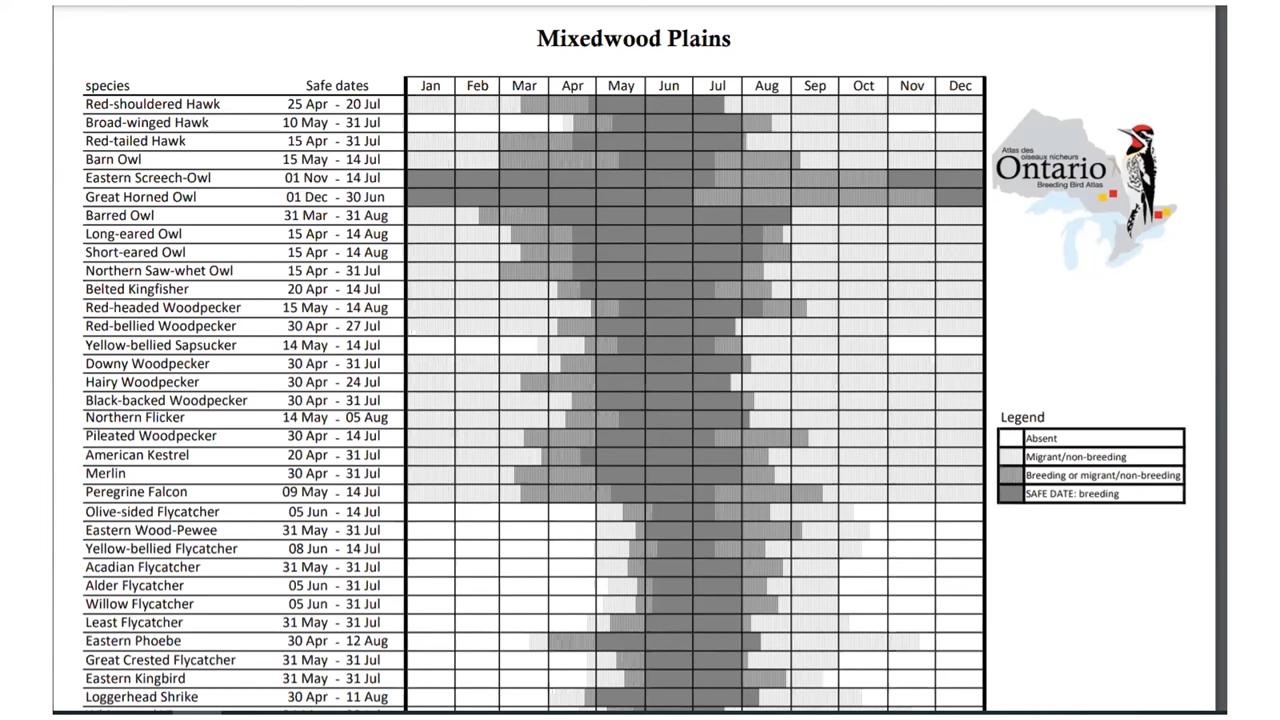 Mixedwood Plains
species Safe dates Jan Feb Mar Apr May Jun Jul Aug Sep Oct Nov Dec
Red-shouldered Hawk 25 Apr - 20 Jul
Broad-winged Hawk 10 May - 31 Jul
Red-tailed Hawk 15 Apr - 31 Jul
Barn Owl 15 May - 14 Jul
Eastern Screech-Owl 01 Nov - 14 Jul
Great Horned Owl 01 Dec - 30 Jun
Barred Owl 31 Mar - 31 Aug
Long-eared Owl 15 Apr - 14 Aug
Short-eared Owl 15 Apr - 14 Aug
Northern Saw-whet Owl 15 Apr - 31 Jul
Belted Kingfisher 20 Apr - 14 Jul
Red-headed Woodpecker 15 May - 14 Aug
Red-bellied Woodpecker 30 Apr - 27 Jul
Yellow-bellied Sapsucker 14 May - 14 Jul
Downy Woodpecker 30 Apr - 31 Jul
Hairy Woodpecker 30 Apr - 24 Jul
Black-backed Woodpecker 30 Apr - 31 Jul
Northern Flicker 14 May - 05 Aug
Pileated Woodpecker 30 Apr - 14 Jul
American Kestrel 20 Apr - 31 Jul
Merlin 30 Apr - 31 Jul
Peregrine Falcon 09 May - 14 Jul
Olive-sided Flycatcher 05 Jun - 14 Jul
Eastern Wood-Pewee 31 May - 31 Jul
Yellow-bellied Flycatcher 08 Jun - 14 Jul
Acadian Flycatcher 31 May - 31 Jul
Alder Flycatcher 05 Jun - 31 Jul
Willow Flycatcher 05 Jun - 31 Jul
Least Flycatcher 31 May - 31 Jul
Eastern Phoebe 30 Apr - 12 Aug
Great Crested Flycatcher 31 May - 31 Jul
Eastern Kingbird 31 May - 31 Jul
Loggerhead Shrike 30 Apr - 11 Aug
Atlas des
oiseaux nicheurs
Ontario
Breeding Bird Atlas
Legend
Absent
Migrant/non-breeding
Breeding or migrant/non-breeding
SAFE DATE: breeding